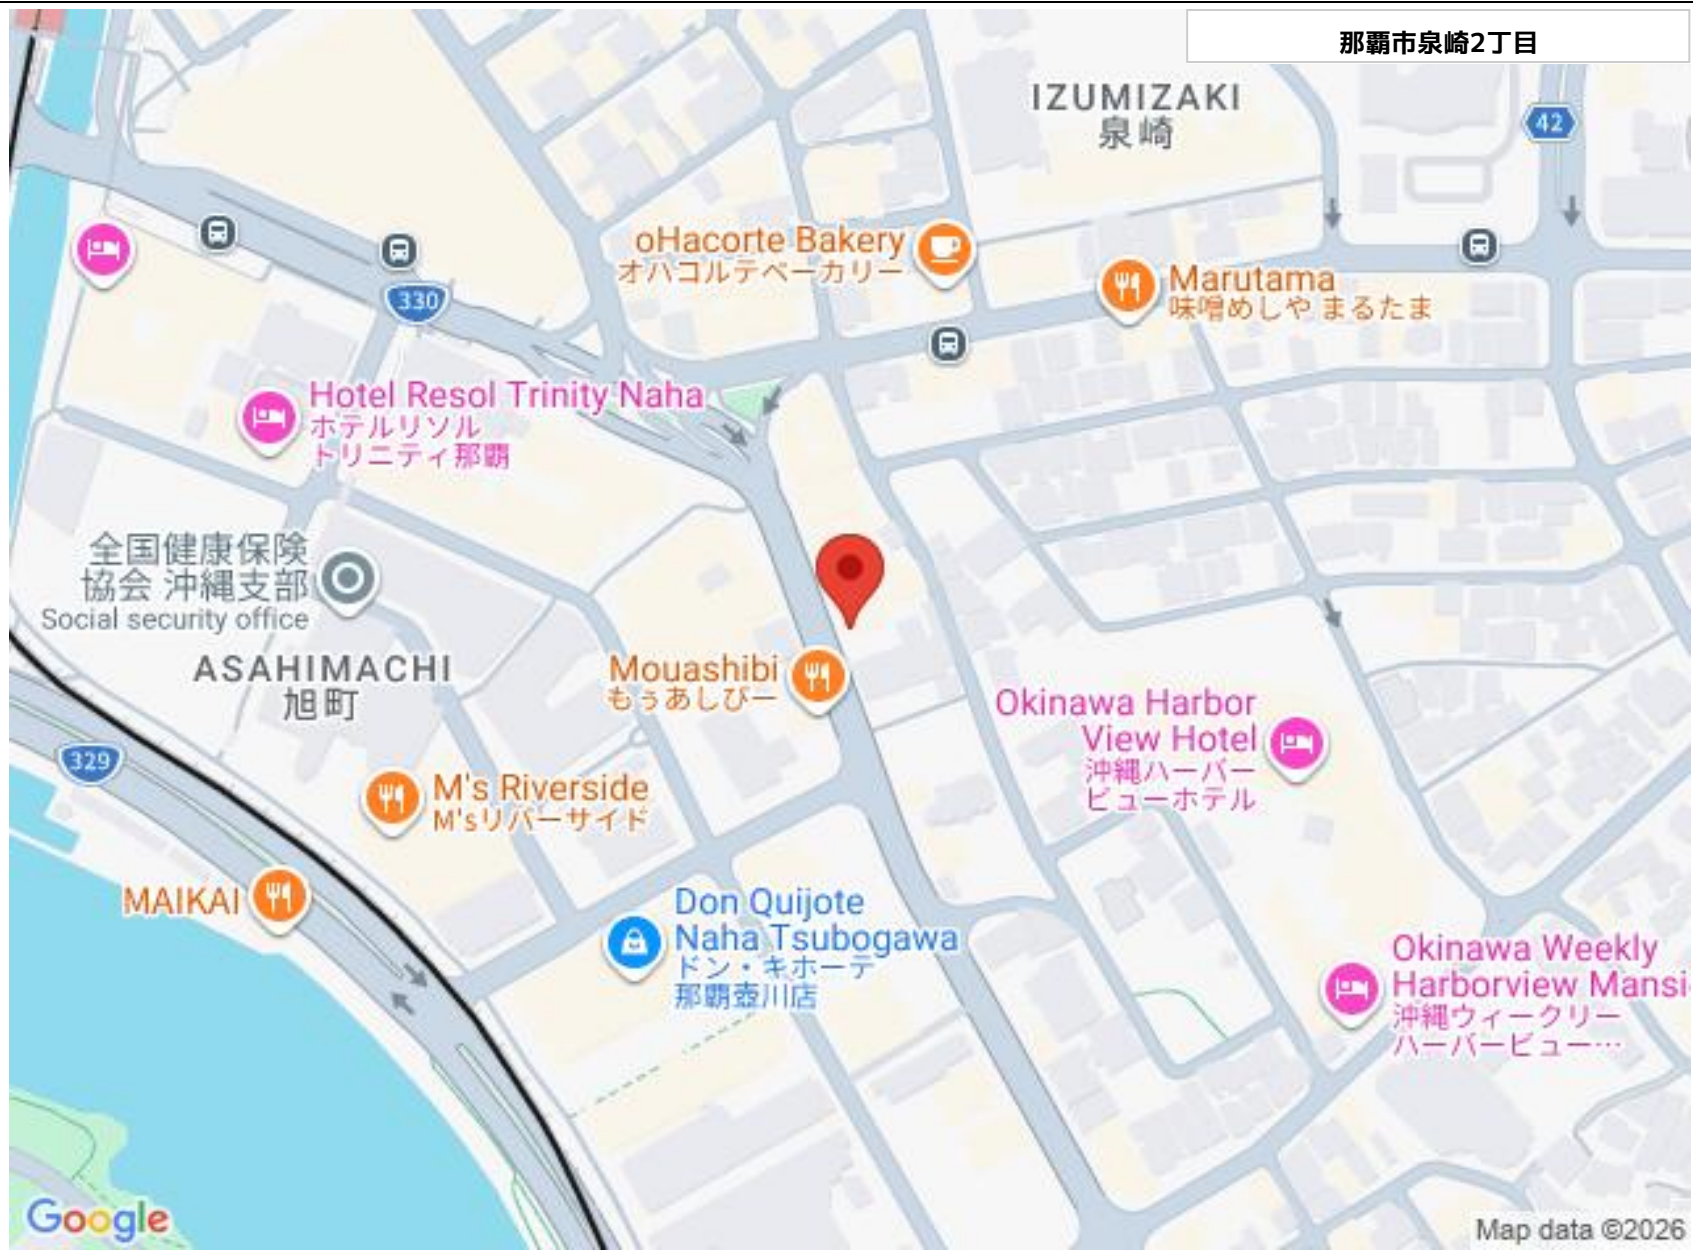 那覇市泉崎2丁目
IZUMIZAKI
泉崎
42
oHacorte Bakery
オハコルテベーカリー
Marutama
味噌めしや まるたま
330
Hotel Resol Trinity Naha
ホテルリソル
トリニティ那覇
全国健康保険
協会 沖縄支部
Social security office
ASAHIMACHI
旭町
Mouashibi
もぅあしびー
Okinawa Harbor
View Hotel
沖縄ハーバー
ビューホテル
329
M's Riverside
M'sリバーサイド
MAIKAI
Don Quijote
Naha Tsubogawa
ドン・キホーテ
那覇壺川店
Okinawa Weekly
Harborview Mansi
沖縄ウィークリー
ハーバービュー…
Google
Map data ©2026